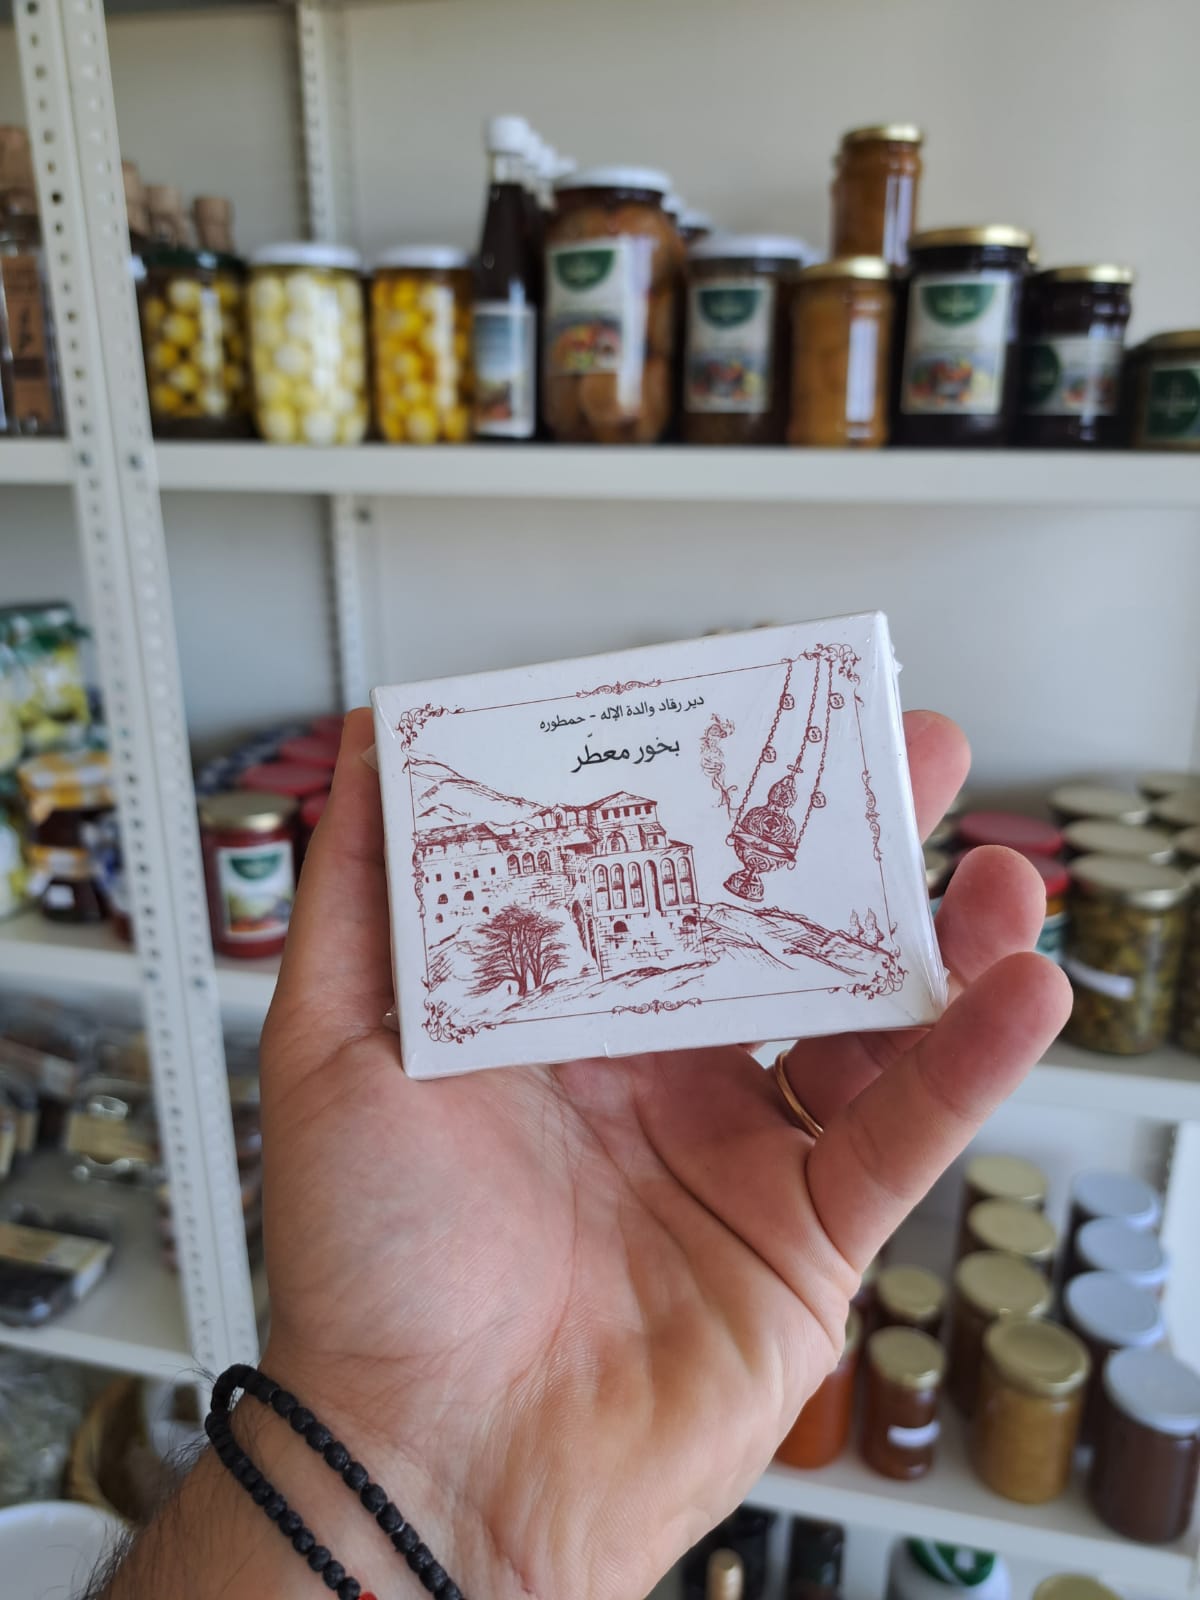 دير رقاد والدة الإله - حمطوره
بخور معطّر